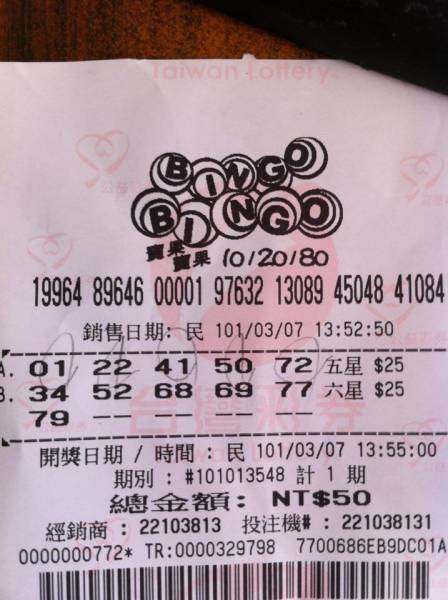 Taiwan Lottery
BINGO
BINGO
賓果
賓果 10/20/80
19964 89646 00001 97632 13089 45048 41084
銷售日期: 民 101/03/07 13:52:50
A. 01 22 41 50 72 五星 $25
B. 34 52 68 69 77 六星 $25
79 -- -- -- --
台灣彩券
開獎日期 / 時間 : 民 101/03/07 13:55:00
期別 : #101013548 計 1 期
總金額: NT$50
經銷商 : 22103813 投注機# : 221038131
0000000772* TR:0000329798 7700686EB9DC01A